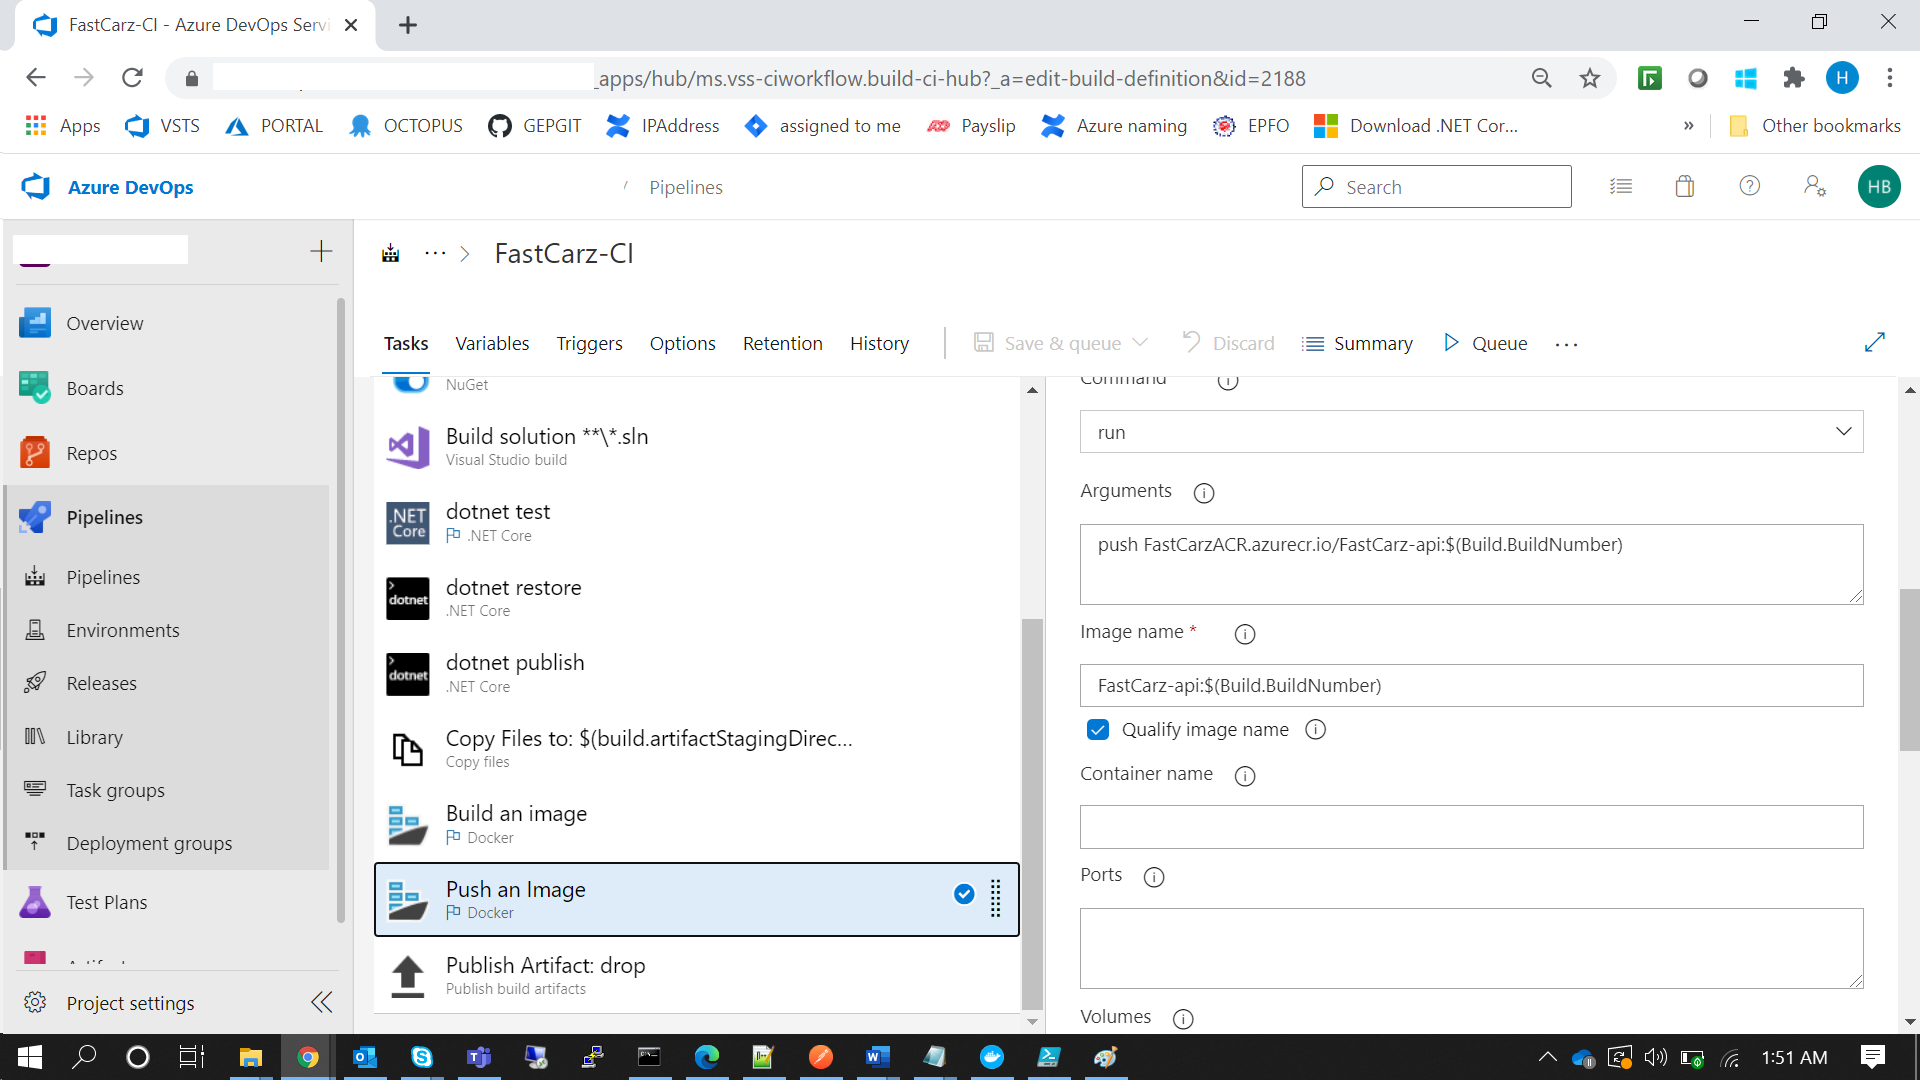 FastCarz-CI - Azure DevOps Servi
_apps/hub/ms.vss-ciworkflow.build-ci-hub?_a=edit-build-definition&id=2188
H
Apps
VSTS
PORTAL
OCTOPUS
GEPGIT
IPAddress
assigned to me
Payslip
Azure naming
EPFO
Download .NET Cor...
»
Other bookmarks
Azure DevOps
/
Pipelines
Search
HB
FastCarz-CI
Overview
Boards
Repos
Pipelines
Pipelines
Environments
Releases
Library
Task groups
Deployment groups
Test Plans
Project settings
Tasks
Variables
Triggers
Options
Retention
History
Save & queue
Discard
Summary
Queue
...
NuGet
Build solution **\*.sln
Visual Studio build
.NET
Core
dotnet test
.NET Core
dotnet
dotnet restore
.NET Core
dotnet
dotnet publish
.NET Core
Copy Files to: $(build.artifactStagingDirec...
Copy files
Build an image
Docker
Push an Image
Docker
Publish Artifact: drop
Publish build artifacts
Command
run
Arguments
push FastCarzACR.azurecr.io/FastCarz-api:$(Build.BuildNumber)
Image name *
FastCarz-api:$(Build.BuildNumber)
Qualify image name
Container name
Ports
Volumes
1:51 AM